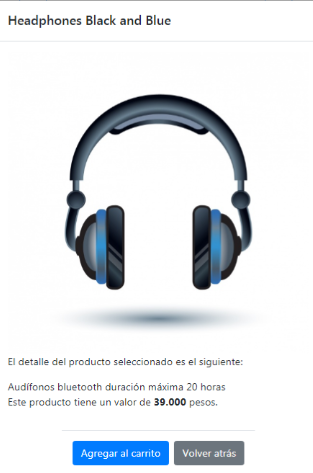 Headphones Black and Blue
El detalle del producto seleccionado es el siguiente:
Audífonos bluetooth duración máxima 20 horas
Este producto tiene un valor de 39.000 pesos.
Agregar al carrito
Volver atrás